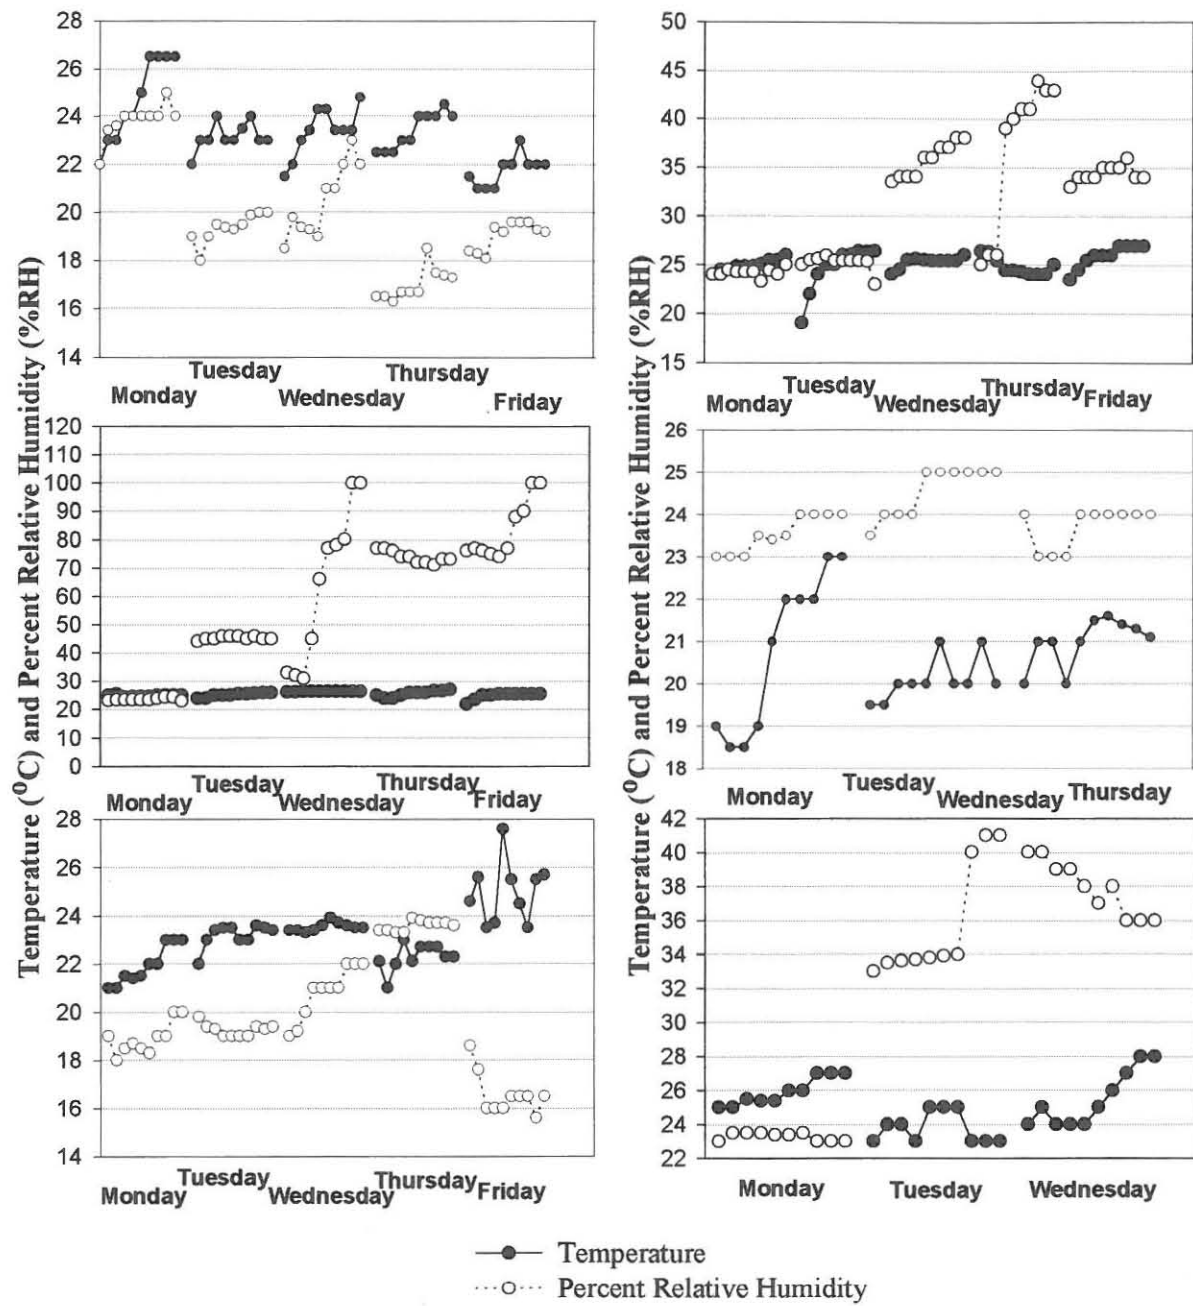 Temperature (⁰C) and Percent Relative Humidity (%RH)
28
26
24
22
20
18
16
14
Monday
Tuesday
Wednesday
Thursday
Friday
50
45
40
35
30
25
20
15
Monday
Tuesday
Wednesday
Thursday
Friday
120
110
100
90
80
70
60
50
40
30
20
10
0
Monday
Tuesday
Wednesday
Thursday
Friday
Temperature (⁰C) and Percent Relative Humidity (%RH)
26
25
24
23
22
21
20
19
18
Monday
Tuesday
Wednesday
Thursday
28
26
24
22
20
18
16
14
Monday
Tuesday
Wednesday
Thursday
Friday
42
40
38
36
34
32
30
28
26
24
22
Monday
Tuesday
Wednesday
Temperature
Percent Relative Humidity